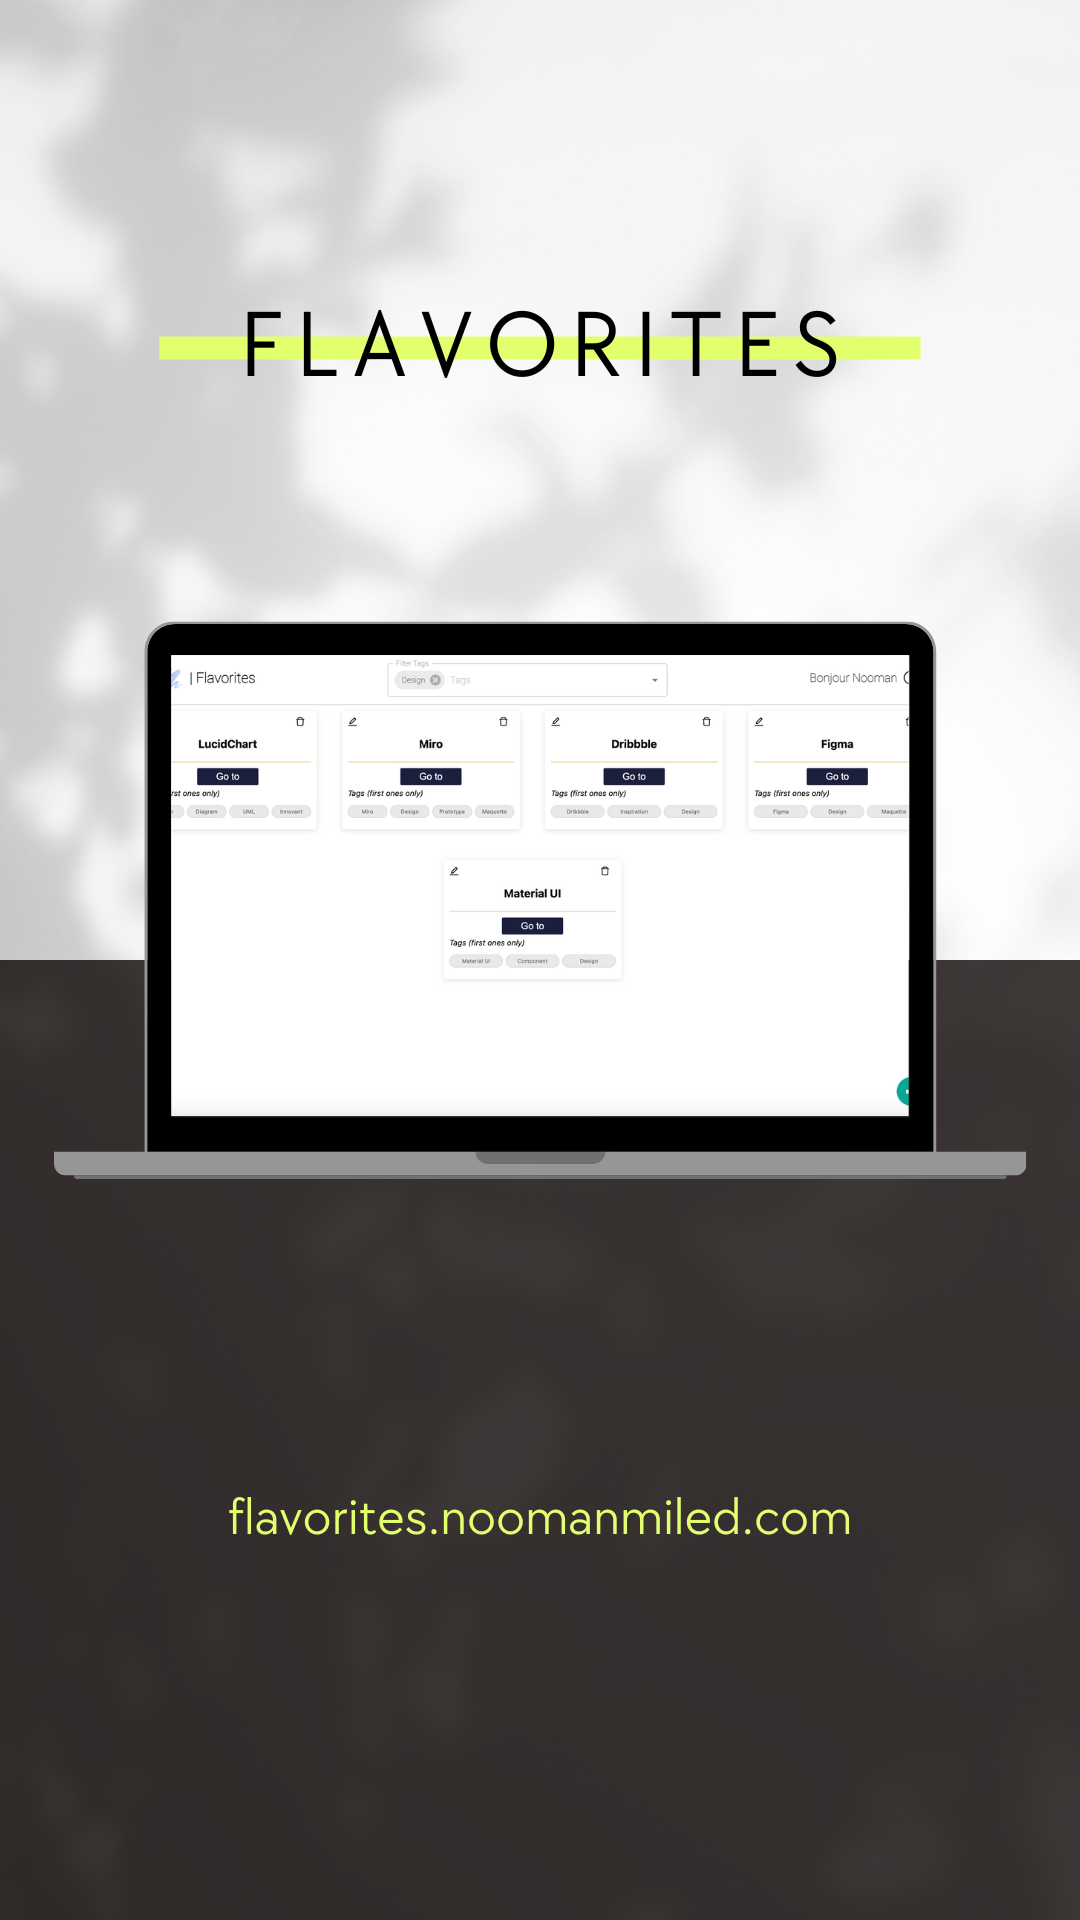 FLAVORITES
Filter Tags
| Flavorites
Design
Tags
Bonjour Nooman
LucidChart
Miro
Dribbble
Figma
Go to
Go to
Go to
Go to
rst ones only)
Tags (first ones only)
Tags (first ones only)
Tags (first ones only)
Diagram
UML
Innovant
Miro
Design
Prototype
Maquette
Dribbble
Inspiration
Design
Figma
Design
Maquette
Material UI
Go to
Tags (first ones only)
Material UI
Component
Design
flavorites.noomanmiled.com